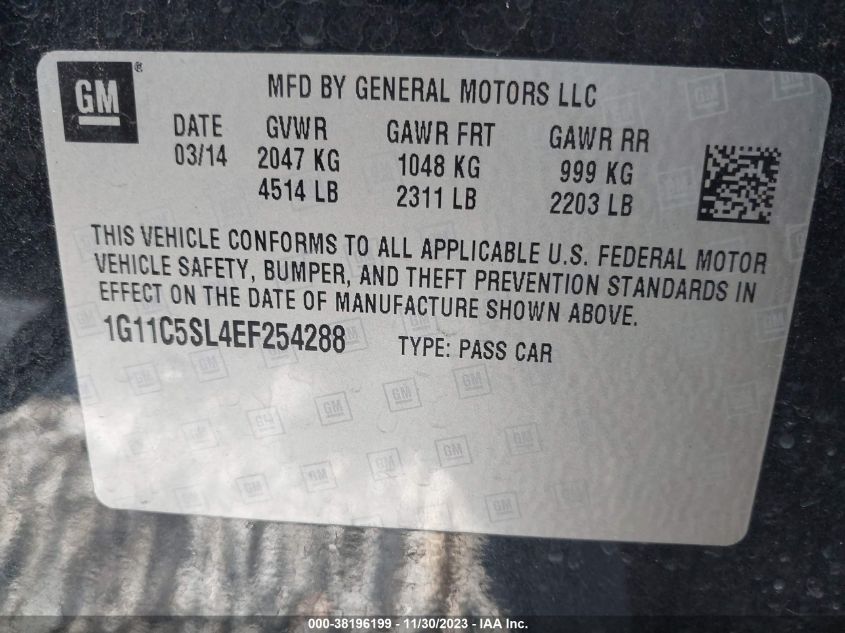 GM ®
MFD BY GENERAL MOTORS LLC
DATE GVWR GAWR FRT GAWR RR
03/14 2047 KG 1048 KG 999 KG
4514 LB 2311 LB 2203 LB
THIS VEHICLE CONFORMS TO ALL APPLICABLE U.S. FEDERAL MOTOR
VEHICLE SAFETY, BUMPER, AND THEFT PREVENTION STANDARDS IN
EFFECT ON THE DATE OF MANUFACTURE SHOWN ABOVE.
1G11C5SL4EF254288 TYPE: PASS CAR
000-38196199 - 11/30/2023 - IAA Inc.